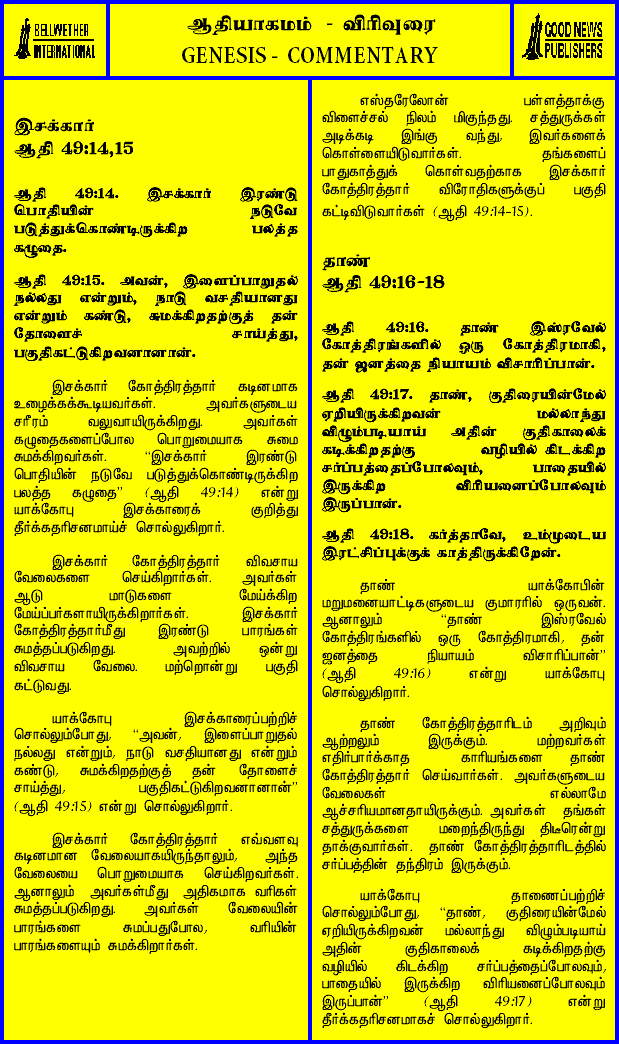 BELLWETHER
INTERNATIONAL
ஆதியாகமம் - விரிவுரை
GENESIS - COMMENTARY
GOOD NEWS
PUBLISHERS
இசக்கார்
ஆதி 49:14,15
ஆதி 49:14. இசக்கார் இரண்டு
பொதியின் நடுவே
படுத்துக்கொண்டிருக்கிற பலத்த
கழுதை.
ஆதி 49:15. அவன், இளைப்பாறுதல்
நல்லது என்றும், நாடு வசதியானது
என்றும் கண்டு, சுமக்கிறதற்குத் தன்
தோளைச் சாய்த்து,
பகுதிகட்டுகிறவனானான்.
இசக்கார் கோத்திரத்தார் கடினமாக
உழைக்கக்கூடியவர்கள். அவர்களுடைய
சரீரம் வலுவாயிருக்கிறது. அவர்கள்
கழுதைகளைப்போல பொறுமையாக சுமை
சுமக்கிறவர்கள். “இசக்கார் இரண்டு
பொதியின் நடுவே படுத்துக்கொண்டிருக்கிற
பலத்த கழுதை” (ஆதி 49:14) என்று
யாக்கோபு இசக்காரைக் குறித்து
தீர்க்கதரிசனமாய்ச் சொல்லுகிறார்.
இசக்கார் கோத்திரத்தார் விவசாய
வேலைகளை செய்கிறார்கள். அவர்கள்
ஆடு மாடுகளை மேய்க்கிற
மேய்ப்பர்களாயிருக்கிறார்கள். இசக்கார்
கோத்திரத்தார்மீது இரண்டு பாரங்கள்
சுமத்தப்படுகிறது. அவற்றில் ஒன்று
விவசாய வேலை. மற்றொன்று பகுதி
கட்டுவது.
யாக்கோபு இசக்காரைப்பற்றிச்
சொல்லும்போது, “அவன், இளைப்பாறுதல்
நல்லது என்றும், நாடு வசதியானது என்றும்
கண்டு, சுமக்கிறதற்குத் தன் தோளைச்
சாய்த்து, பகுதிகட்டுகிறவனானான்”
(ஆதி 49:15) என்று சொல்லுகிறார்.
இசக்கார் கோத்திரத்தார் எவ்வளவு
கடினமான வேலையாகயிருந்தாலும், அந்த
வேலையை பொறுமையாக செய்கிறவர்கள்.
ஆனாலும் அவர்கள்மீது அதிகமாக வரிகள்
சுமத்தப்படுகிறது. அவர்கள் வேலையின்
பாரங்களை சுமப்பதுபோல, வரியின்
பாரங்களையும் சுமக்கிறார்கள்.
எஸ்தரேலோன் பள்ளத்தாக்கு
விளைச்சல் நிலம் மிகுந்தது. சத்துருக்கள்
அடிக்கடி இங்கு வந்து, இவர்களைக்
கொள்ளையிடுவார்கள். தங்களைப்
பாதுகாத்துக் கொள்வதற்காக இசக்கார்
கோத்திரத்தார் விரோதிகளுக்குப் பகுதி
கட்டிவிடுவார்கள் (ஆதி 49:14-15).
தாண்
ஆதி 49:16-18
ஆதி 49:16. தாண் இஸ்ரவேல்
கோத்திரங்களில் ஒரு கோத்திரமாகி,
தன் ஜனத்தை நியாயம் விசாரிப்பான்.
ஆதி 49:17. தாண், குதிரையின்மேல்
ஏறியிருக்கிறவன் மல்லாந்து
விழும்படியாய் அதின் குதிகாலைக்
கடிக்கிறதற்கு வழியில் கிடக்கிற
சர்ப்பத்தைப்போலவும், பாதையில்
இருக்கிற விரியனைப்போலவும்
இருப்பான்.
ஆதி 49:18. கர்த்தாவே, உம்முடைய
இரட்சிப்புக்குக் காத்திருக்கிறேன்.
தாண் யாக்கோபின்
மறுமனையாட்டிகளுடைய குமாரரில் ஒருவன்.
ஆனாலும் “தாண் இஸ்ரவேல்
கோத்திரங்களில் ஒரு கோத்திரமாகி, தன்
ஜனத்தை நியாயம் விசாரிப்பான்”
(ஆதி 49:16) என்று யாக்கோபு
சொல்லுகிறார்.
தாண் கோத்திரத்தாரிடம் அறிவும்
ஆற்றலும் இருக்கும். மற்றவர்கள்
எதிர்பார்க்காத காரியங்களை தாண்
கோத்திரத்தார் செய்வார்கள். அவர்களுடைய
வேலைகள் எல்லாமே
ஆச்சரியமானதாயிருக்கும். அவர்கள் தங்கள்
சத்துருக்களை மறைந்திருந்து திடீரென்று
தாக்குவார்கள். தாண் கோத்திரத்தாரிடத்தில்
சர்ப்பத்தின் தந்திரம் இருக்கும்.
யாக்கோபு தாணைப்பற்றிச்
சொல்லும்போது, “தாண், குதிரையின்மேல்
ஏறியிருக்கிறவன் மல்லாந்து விழும்படியாய்
அதின் குதிகாலைக் கடிக்கிறதற்கு
வழியில் கிடக்கிற சர்ப்பத்தைப்போலவும்,
பாதையில் இருக்கிற விரியனைப்போலவும்
இருப்பான்” (ஆதி 49:17) என்று
தீர்க்கதரிசனமாகச் சொல்லுகிறார்.